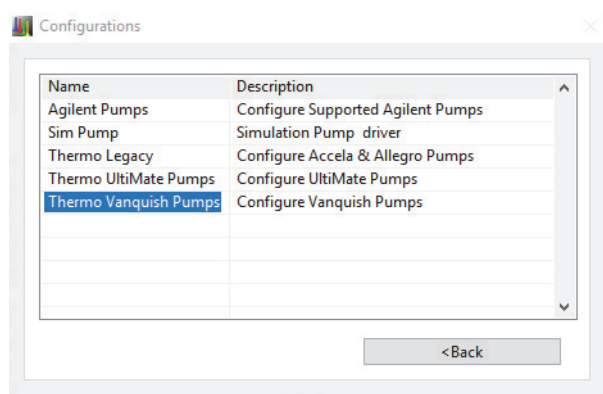 Configurations
Name Description
Agilent Pumps Configure Supported Agilent Pumps
Sim Pump Simulation Pump driver
Thermo Legacy Configure Accela & Allegro Pumps
Thermo UltiMate Pumps Configure UltiMate Pumps
Thermo Vanquish Pumps Configure Vanquish Pumps
<Back